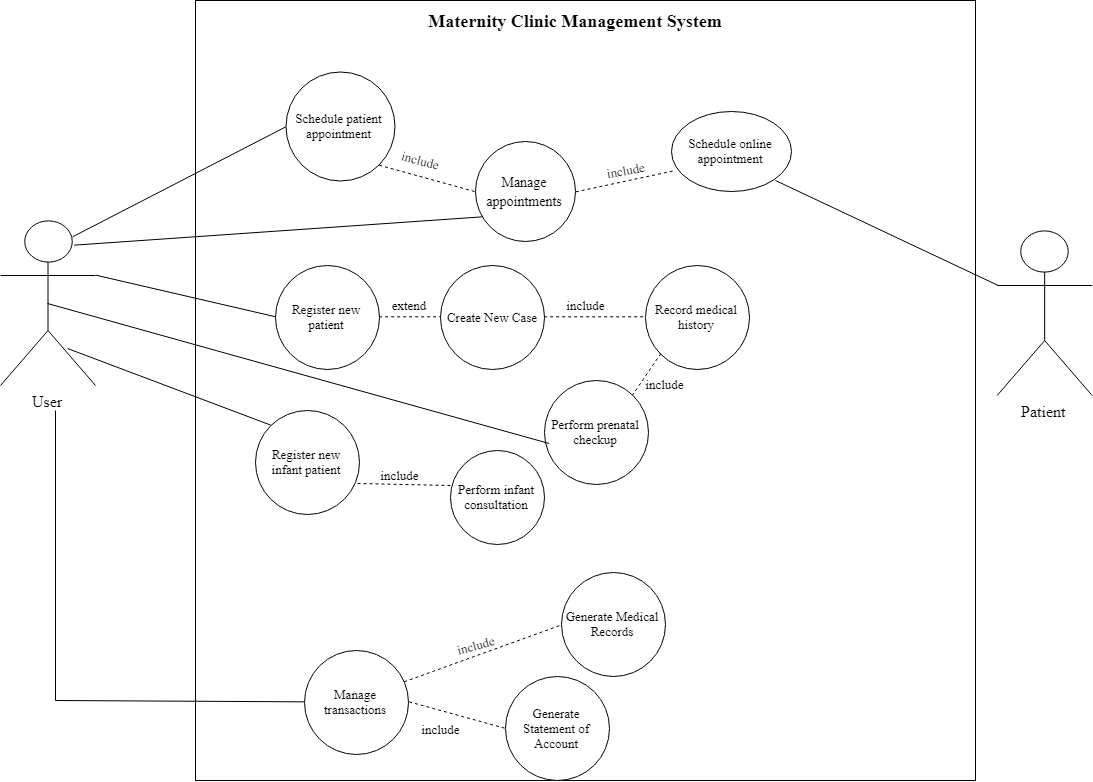 Maternity Clinic Management System
Schedule patient
appointment
include
Manage
appointments
include
Schedule online
appointment
Register new
patient
extend
Create New Case
include
Record medical
history
include
Perform prenatal
checkup
User
Patient
Register new
infant patient
include
Perform infant
consultation
Generate Medical
Records
include
Manage
transactions
include
Generate
Statement of
Account